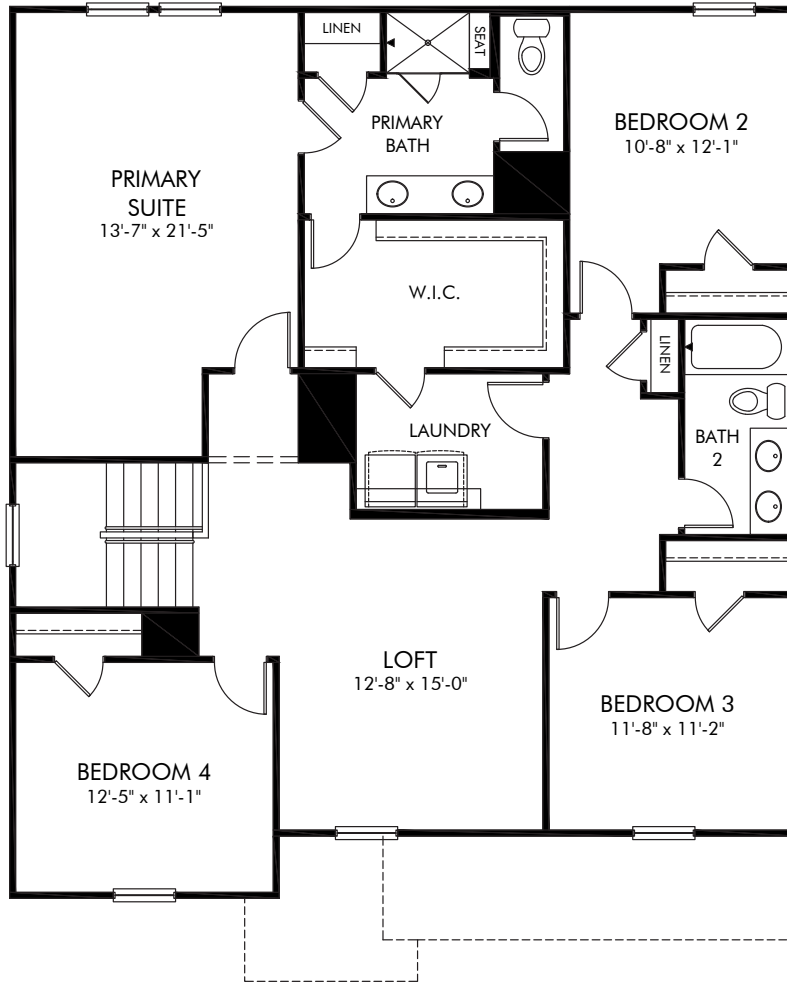 LINEN
SEAT
PRIMARY
BATH
BEDROOM 2
10'-8" x 12'-1"
PRIMARY
SUITE
13'-7" x 21'-5"
W.I.C.
LINEN
LAUNDRY
BATH
2
LOFT
12'-8" x 15'-0"
BEDROOM 3
11'-8" x 11'-2"
BEDROOM 4
12'-5" x 11'-1"